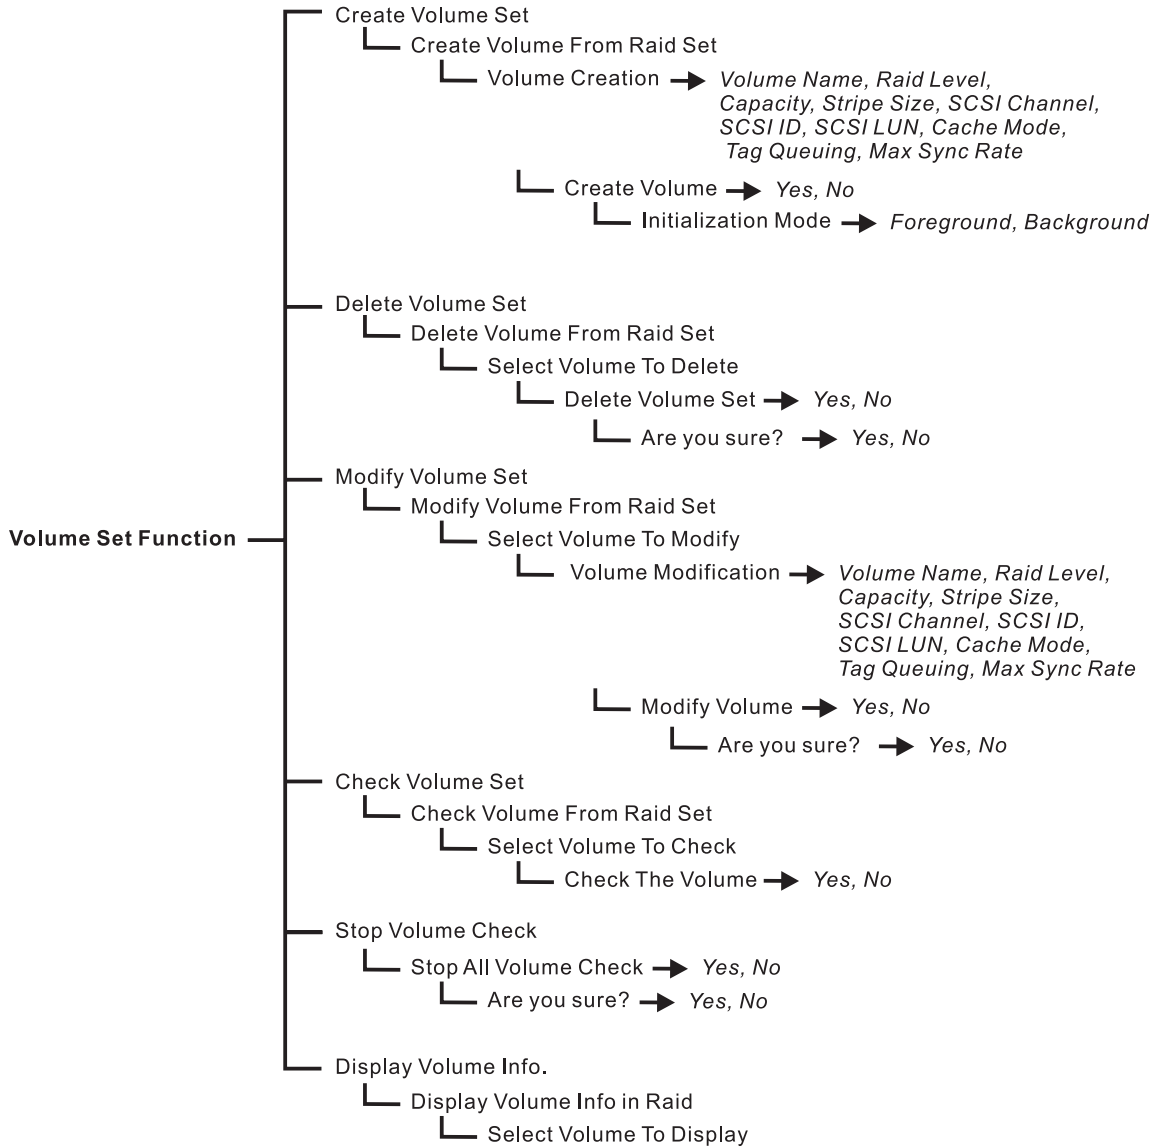 Create Volume Set
Create Volume From Raid Set
Volume Creation
Volume Name, Raid Level,
Capacity, Stripe Size, SCSI Channel,
SCSI ID, SCSI LUN, Cache Mode,
Tag Queuing, Max Sync Rate
Create Volume
Yes, No
Initialization Mode
Foreground, Background
Delete Volume Set
Delete Volume From Raid Set
Select Volume To Delete
Delete Volume Set
Yes, No
Are you sure?
Yes, No
Modify Volume Set
Modify Volume From Raid Set
Volume Set Function
Select Volume To Modify
Volume Modification
Volume Name, Raid Level,
Capacity, Stripe Size,
SCSI Channel, SCSI ID,
SCSI LUN, Cache Mode,
Tag Queuing, Max Sync Rate
Modify Volume
Yes, No
Are you sure?
Yes, No
Check Volume Set
Check Volume From Raid Set
Select Volume To Check
Check The Volume
Yes, No
Stop Volume Check
Stop All Volume Check
Yes, No
Are you sure?
Yes, No
Display Volume Info.
Display Volume Info in Raid
Select Volume To Display